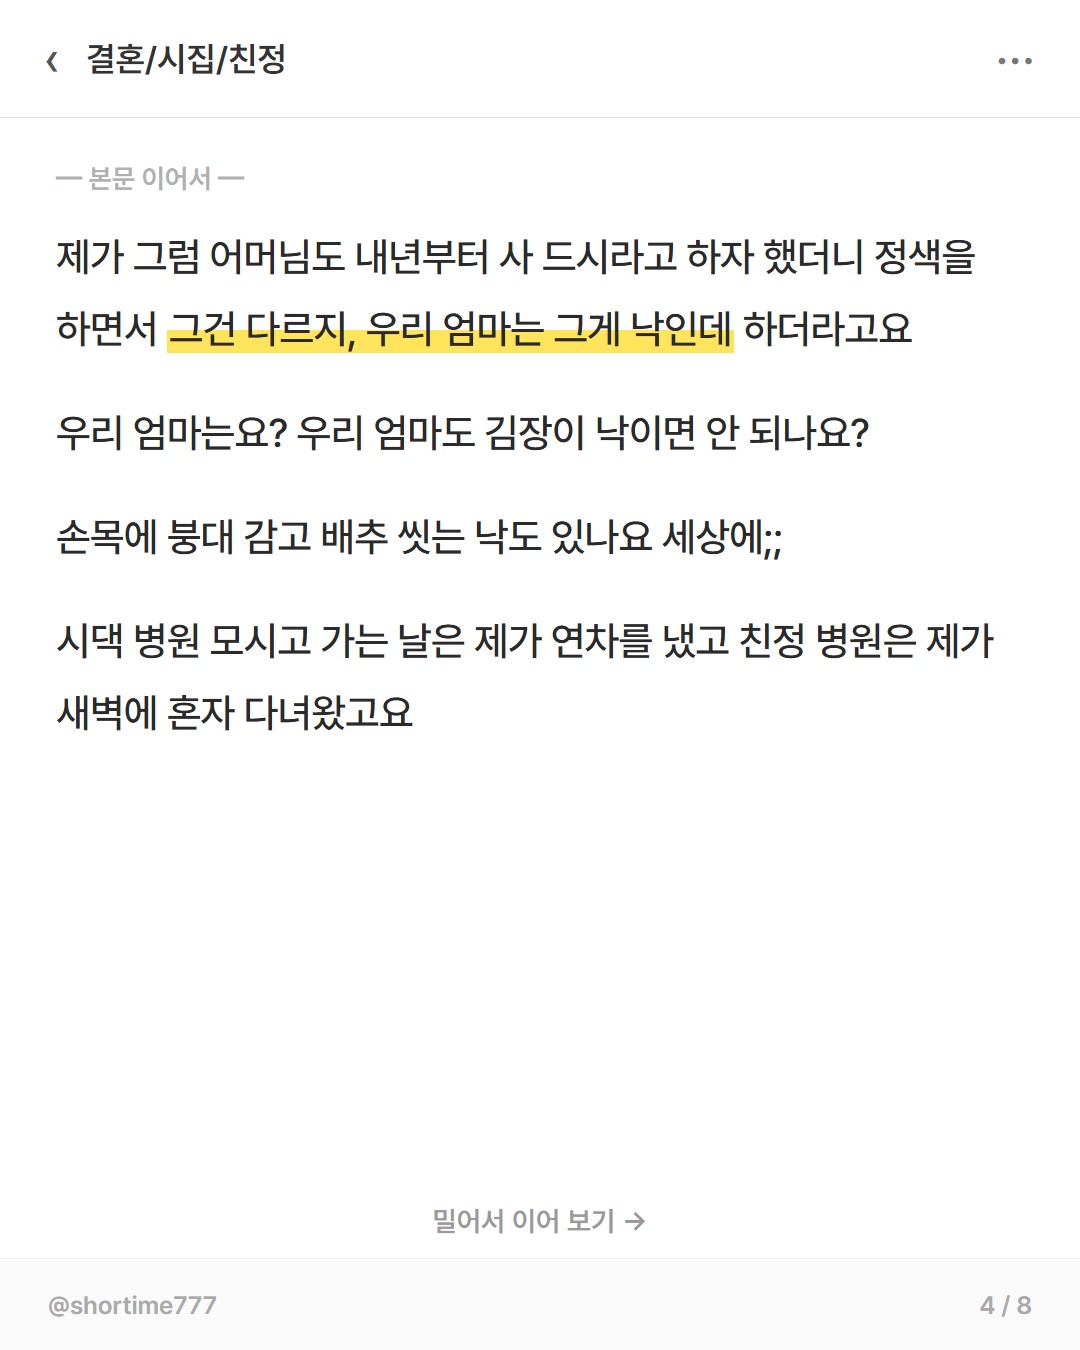 ‹ 결혼/시집/친정 •••
— 본문 이어서 —
제가 그럼 어머님도 내년부터 사 드시라고 하자 했더니 정색을
하면서 그건 다르지, 우리 엄마는 그게 낙인데 하더라고요
우리 엄마는요? 우리 엄마도 김장이 낙이면 안 되나요?
손목에 붕대 감고 배추 씻는 낙도 있나요 세상에;;
시댁 병원 모시고 가는 날은 제가 연차를 냈고 친정 병원은 제가
새벽에 혼자 다녀왔고요
밀어서 이어 보기 →
@shortime777 4 / 8